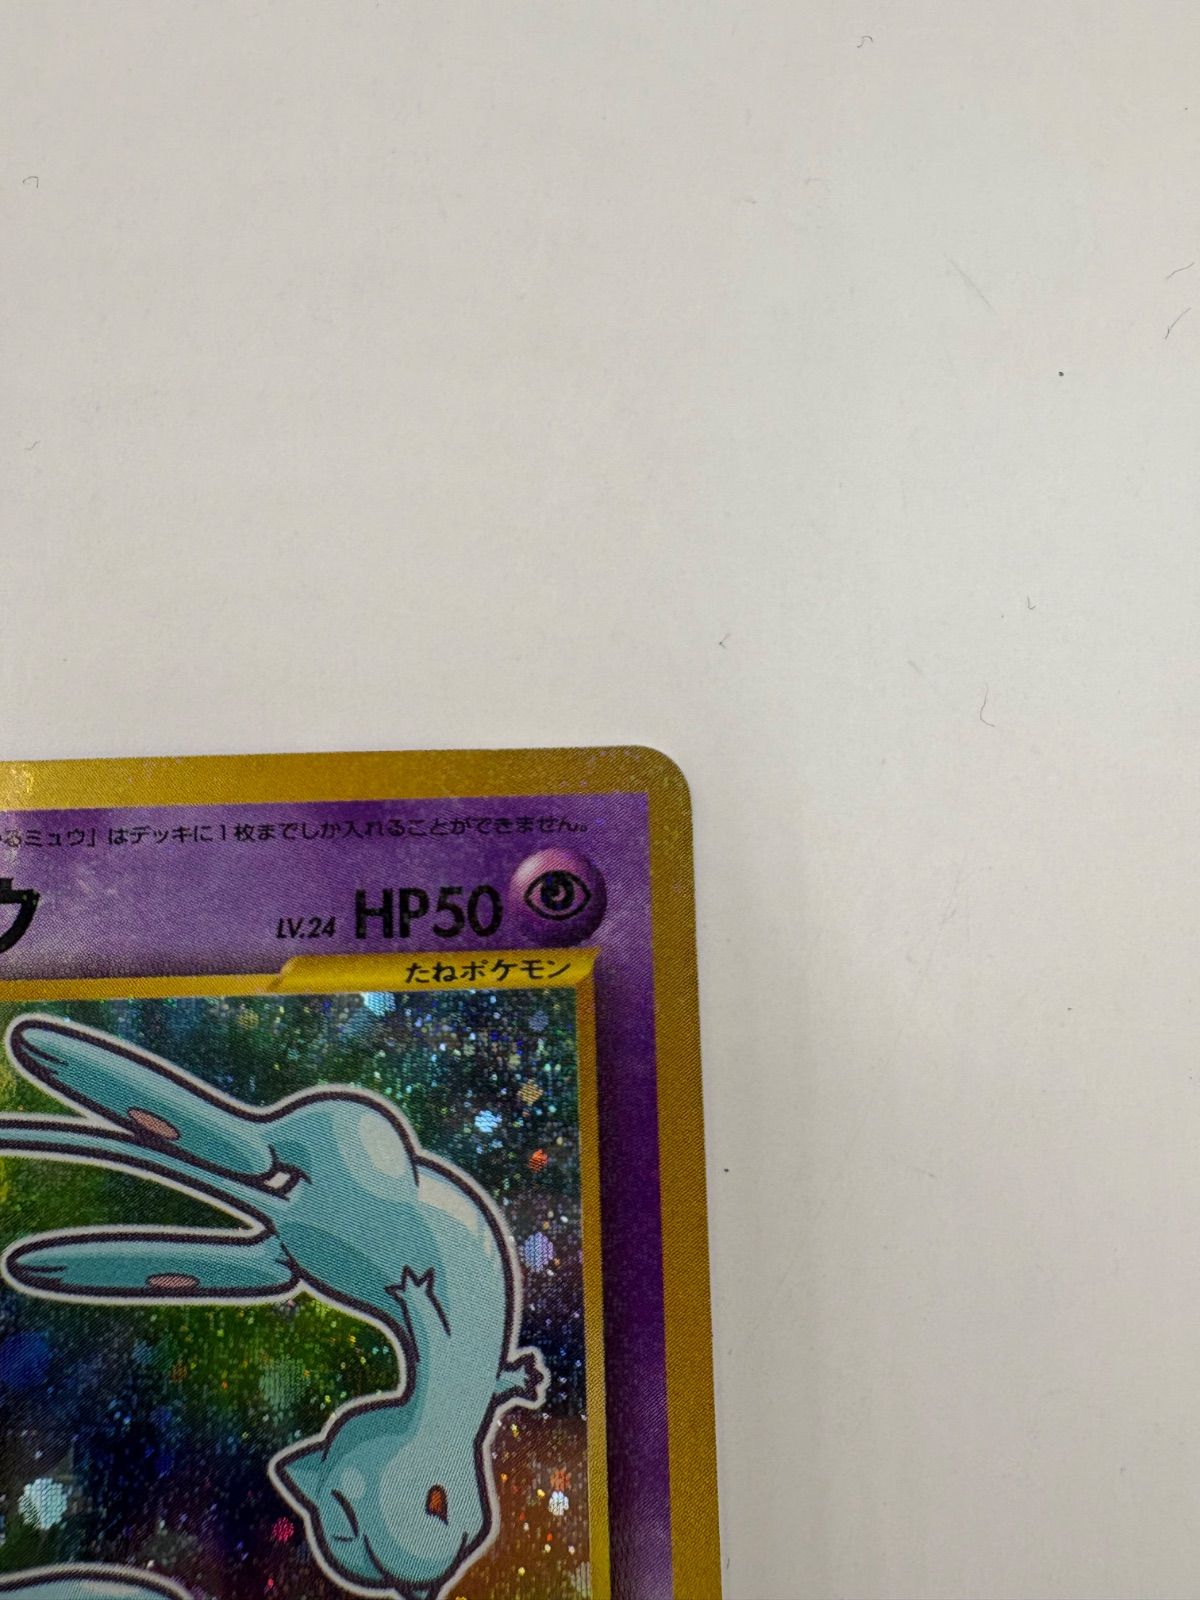 るミュウ」はデッキに1枚までしか入れることができません。
ウ LV.24 HP50
たねポケモン